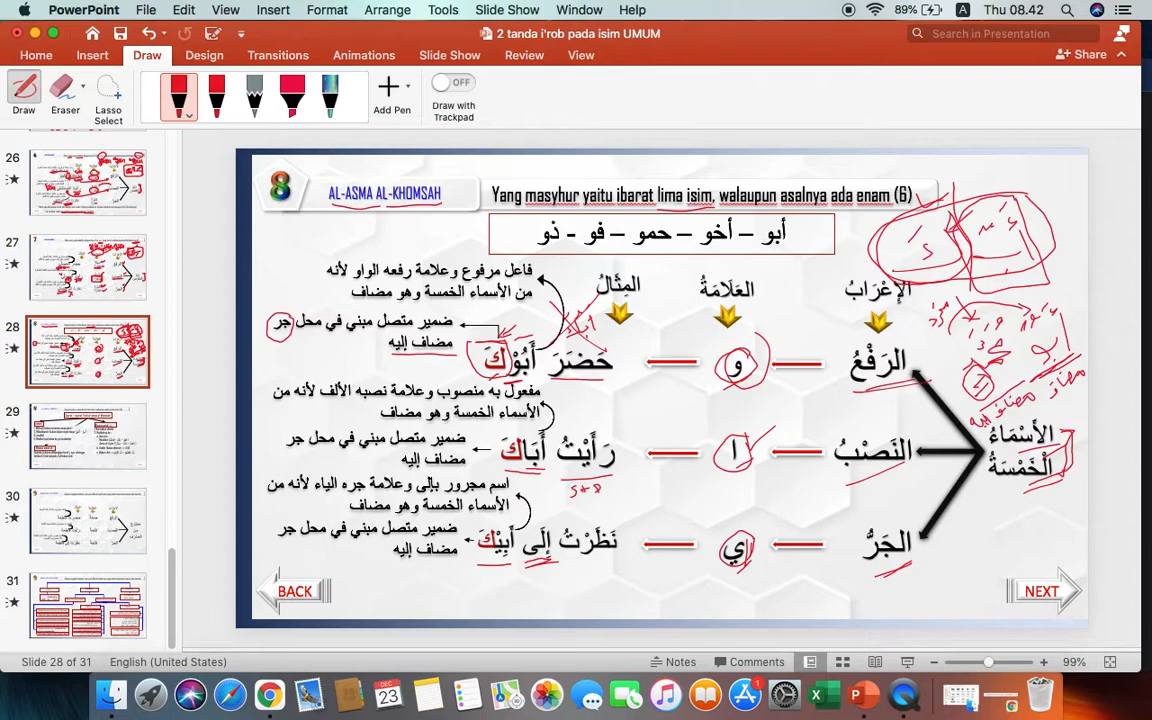 PowerPoint File Edit View Insert Format Arrange Tools Slide Show Window Help 89% A Thu 08.42
2 tanda i'rob pada isim UMUM
Search in Presentation
Home Insert Draw Design Transitions Animations Slide Show Review View Share
Draw Eraser Lasso Select Add Pen OFF Draw with Trackpad
26
27
28
29
30
31
8 AL-ASMA AL-KHOMSAH Yang masyhur yaitu ibarat lima isim, walaupun asalnya ada enam (6)
أبو – أخو – حمو – فو - ذو
الإِعْرَابُ العَلَامَةُ المِثَالُ
فاعل مرفوع وعلامة رفعه الواو لأنه
من الأسماء الخمسة وهو مضاف
ضمير متصل مبني في محل جر
مضاف إليه
الرَفْعُ و حَضَرَ أَبُوْكَ
مفعول به منصوب وعلامة نصبه الألف لأنه من
الأسماء الخمسة وهو مضاف
ضمير متصل مبني في محل جر
مضاف إليه
النَصْبُ ا رَأَيْتُ أَبَاكَ
S+P
الأَسْمَاءُ
الْخَمْسَةُ
اسم مجرور بإلى وعلامة جره الياء لأنه من
الأسماء الخمسة وهو مضاف
ضمير متصل مبني في محل جر
مضاف إليه
الجَرُّ ي نَظَرْتُ إِلَى أَبِيْكَ
مضاف
مضاف إليه
BACK NEXT
Slide 28 of 31 English (United States) Notes Comments 99%
DEC
23